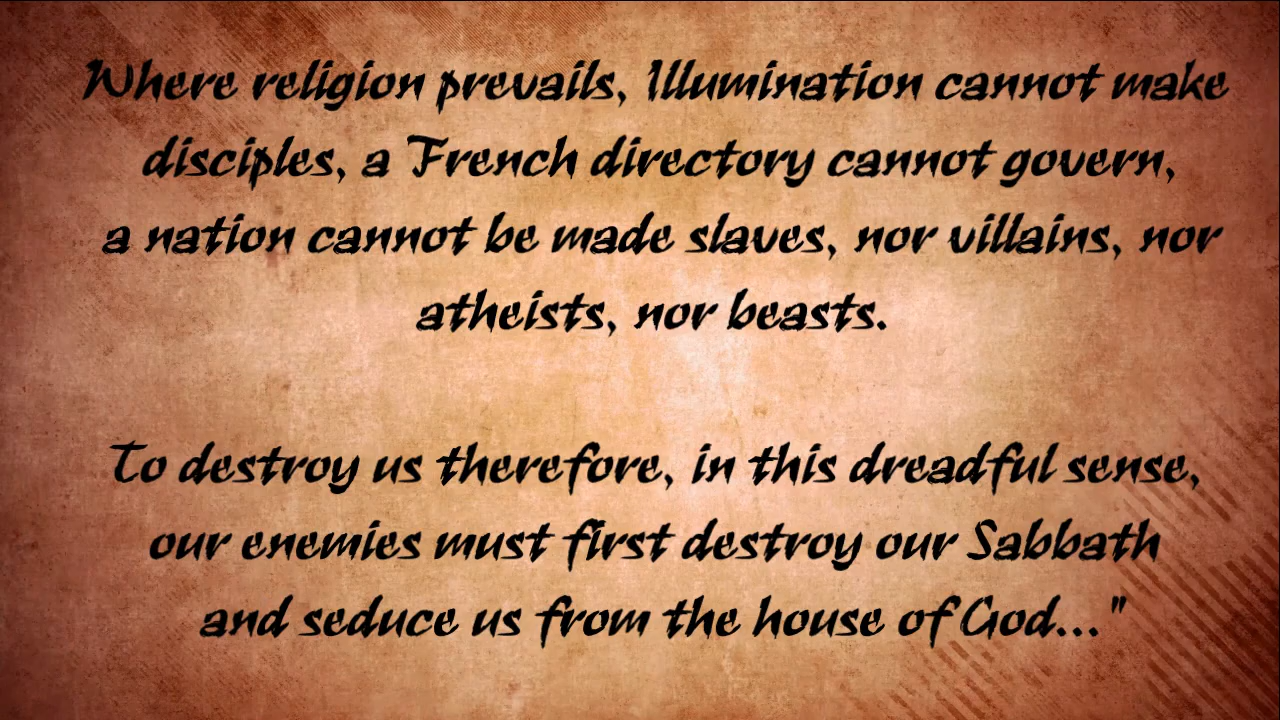 Where religion prevails, Illumination cannot make
disciples, a French directory cannot govern,
a nation cannot be made slaves, nor villains, nor
atheists, nor beasts.
To destroy us therefore, in this dreadful sense,
our enemies must first destroy our Sabbath
and seduce us from the house of God..."